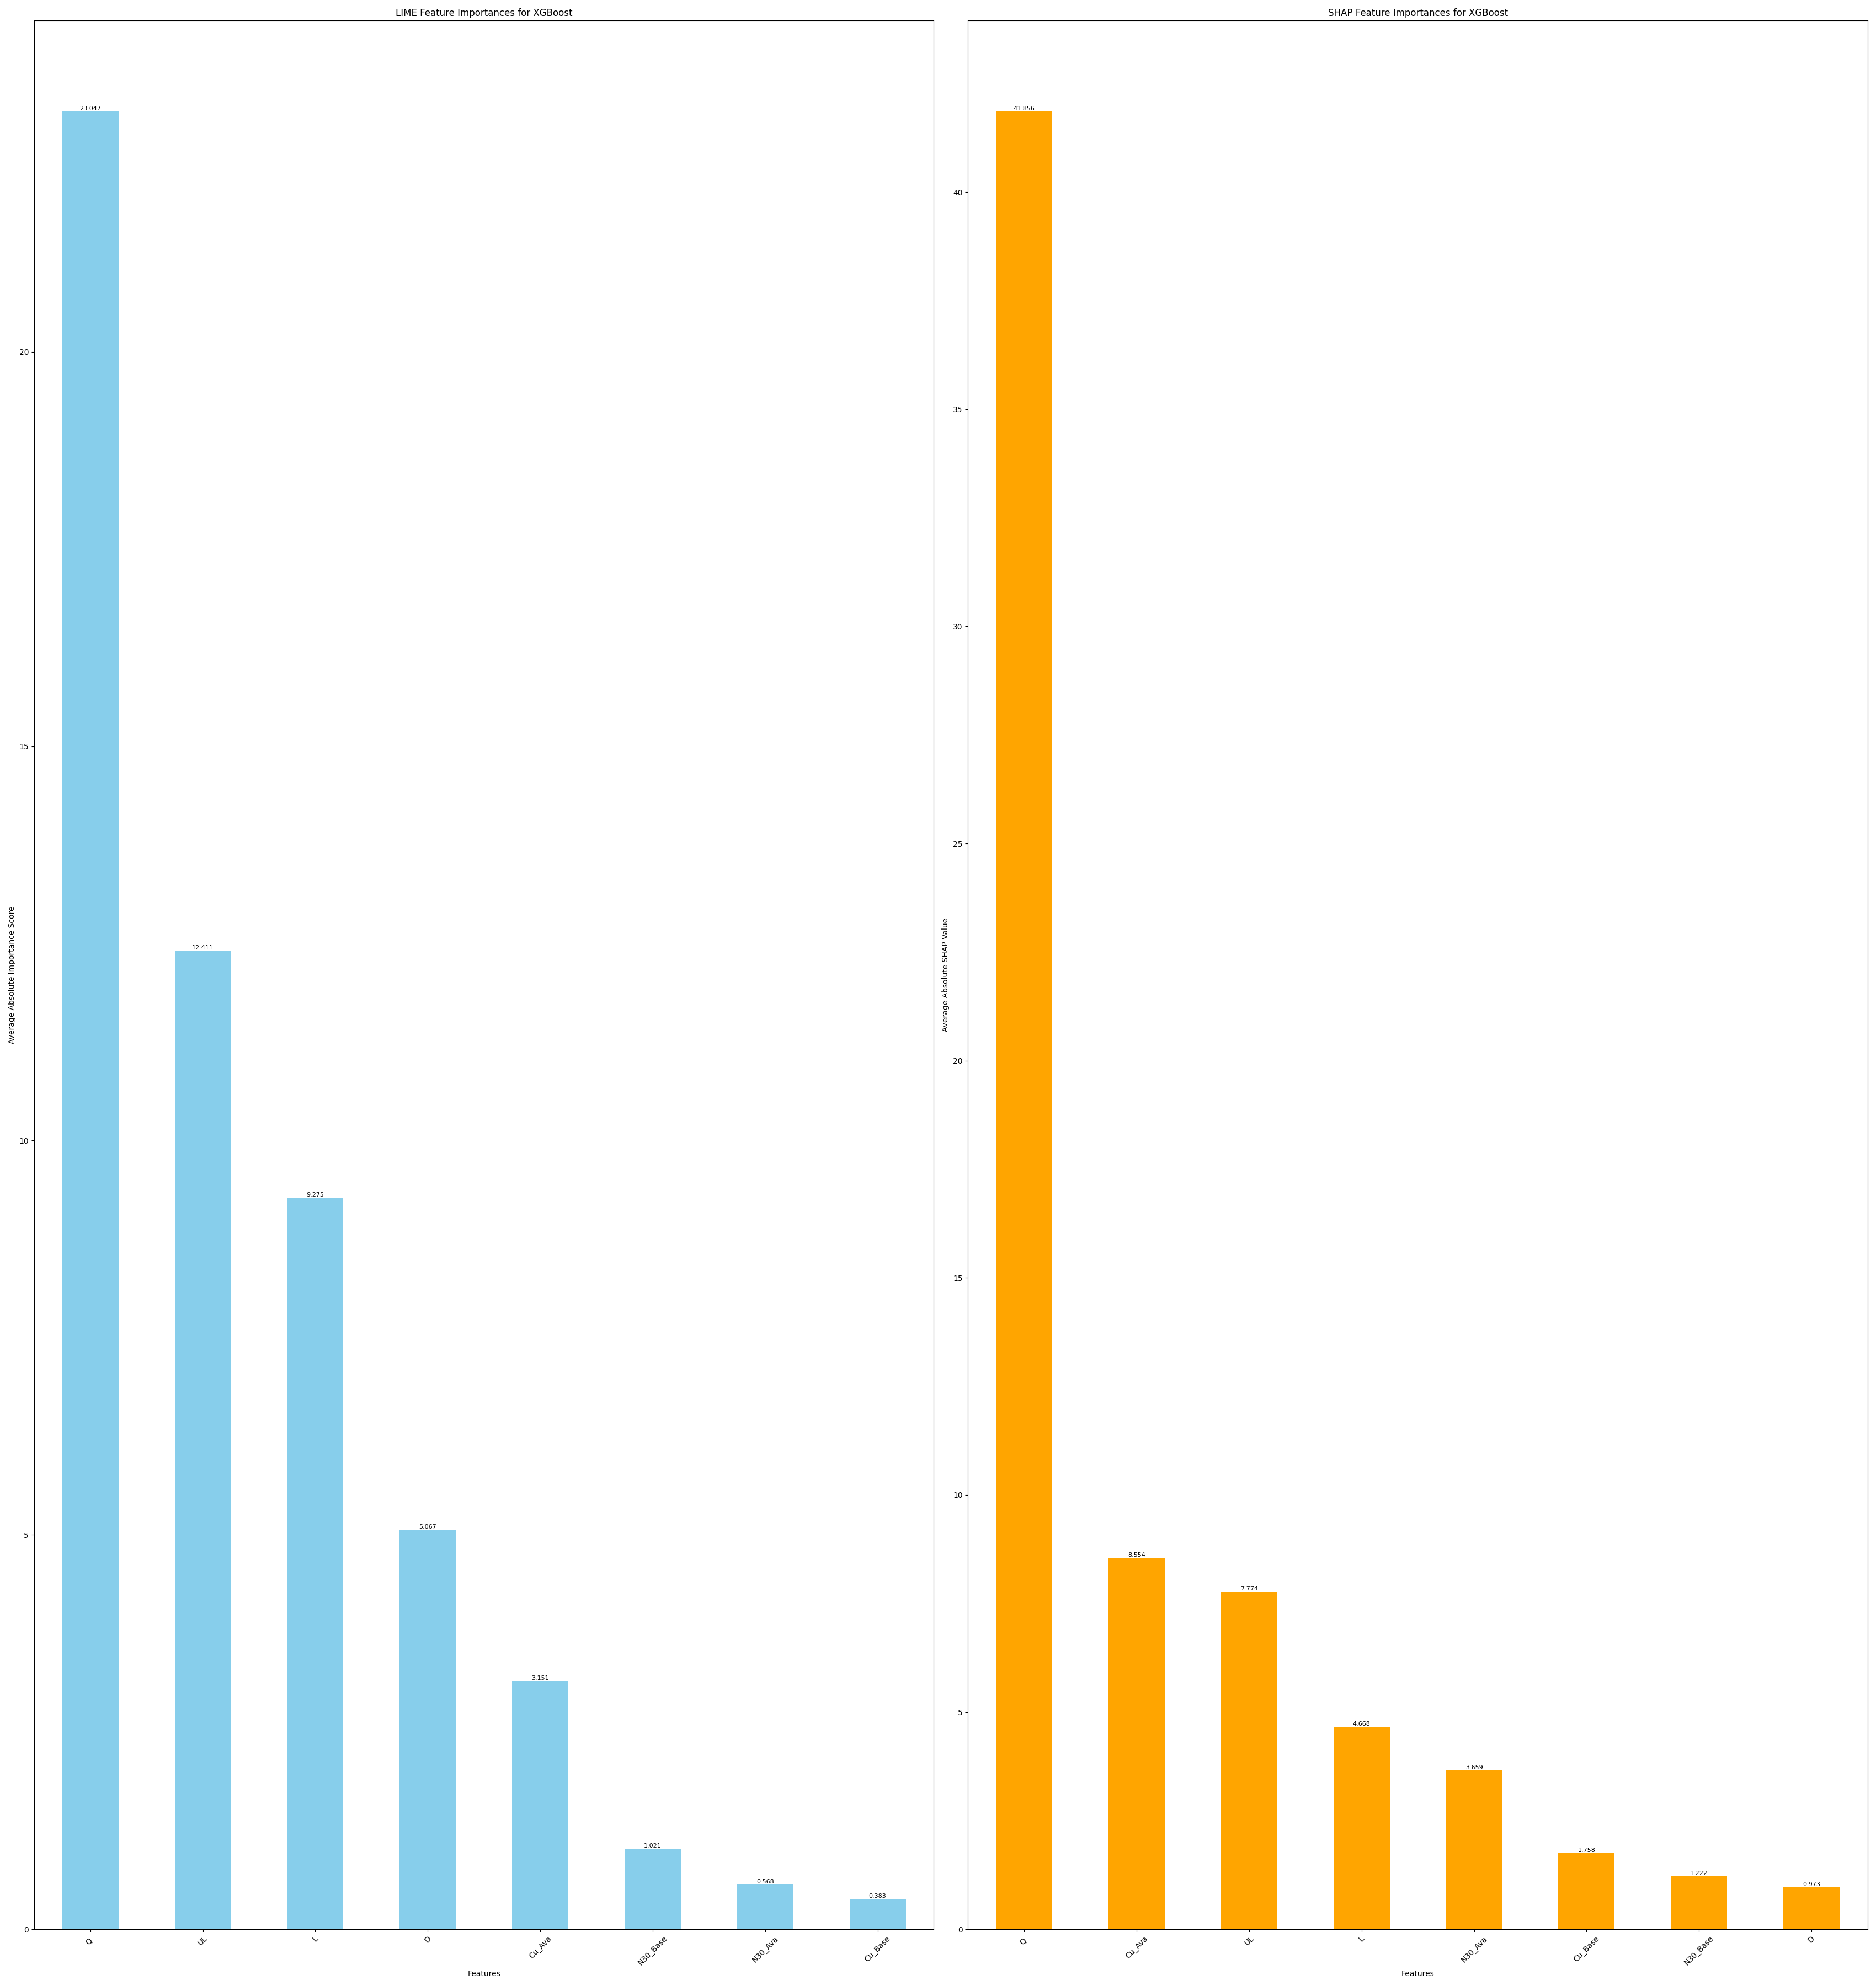 LIME Feature Importances for XGBoost
Average Absolute Importance Score
20
15
10
5
0
23.047
12.411
9.275
5.067
3.151
1.021
0.568
0.383
Q
UL
L
D
Cu_Ava
N30_Base
N30_Ava
Cu_Base
Features
SHAP Feature Importances for XGBoost
Average Absolute SHAP Value
40
35
30
25
20
15
10
5
0
41.856
8.554
7.774
4.668
3.659
1.758
1.222
0.973
Q
Cu_Ava
UL
L
N30_Ava
Cu_Base
N30_Base
D
Features